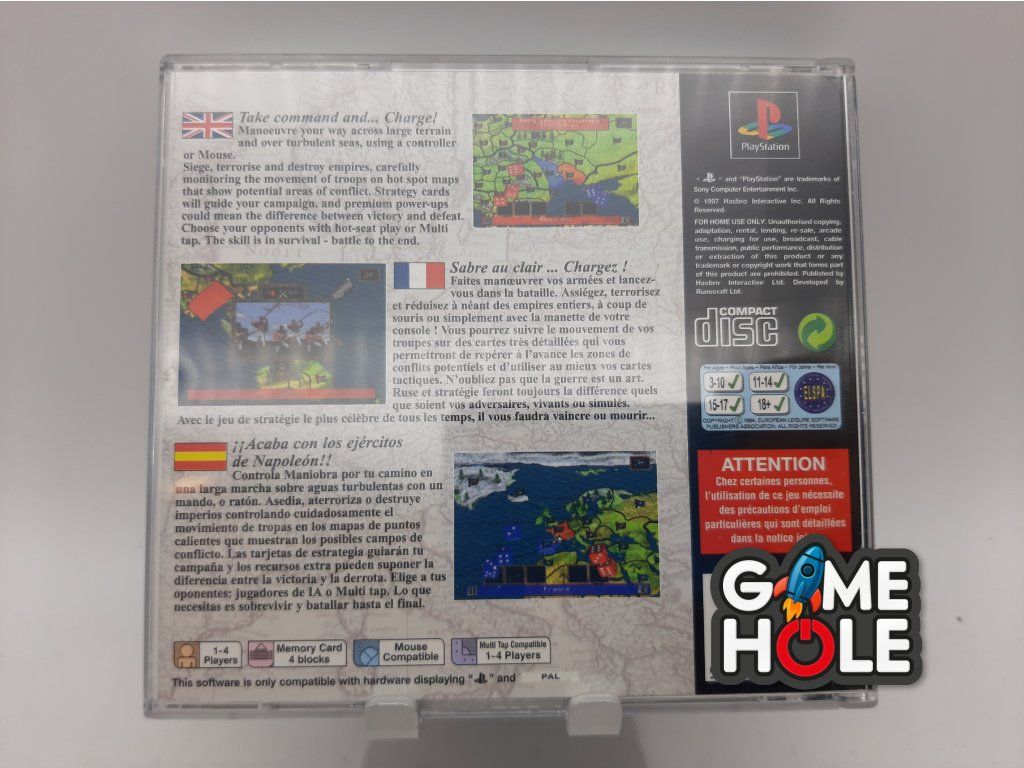 Take command and... Charge!
Manoeuvre your way across large terrain
and over turbulent seas, using a controller
or Mouse.
Siege, terrorise and destroy empires, carefully
monitoring the movement of troops on hot spot maps
that show potential areas of conflict. Strategy cards
will guide your campaign, and premium power-ups
could mean the difference between victory and defeat.
Choose your opponents with hot-seat play or Multi
tap. The skill is in survival - battle to the end.
Sabre au clair ... Chargez !
Faites manœuvrer vos armées et lancez-
vous dans la bataille. Assiégez, terrorisez
et réduisez à néant des empires entiers, à coup de
souris ou simplement avec la manette de votre
console ! Vous pourrez suivre le mouvement de vos
troupes sur des cartes très détaillées qui vous
permettront de repérer à l'avance les zones de
conflits potentiels et d'utiliser au mieux vos cartes
tactiques. N'oubliez pas que la guerre est un art.
Ruse et stratégie feront toujours la différence quels
que soient vos adversaires, vivants ou simulés.
Avec le jeu de stratégie le plus célèbre de tous les temps, il vous faudra vaincre ou mourir...
¡¡Acaba con los ejércitos
de Napoleón!!
Controla Maniobra por tu camino en
una larga marcha sobre aguas turbulentas con un
mando, o ratón. Asedia, aterroriza o destruye
imperios controlando cuidadosamente el
movimiento de tropas en los mapas de puntos
calientes que muestran los posibles campos de
conflicto. Las tarjetas de estrategia guiarán tu
campaña y los recursos extra pueden suponer la
diferencia entre la victoria y la derrota. Elige a tus
oponentes: jugadores de IA o Multi tap. Lo que
necesitas es sobrevivir y batallar hasta el final.
1-4
Players
Memory Card
4 blocks
Mouse
Compatible
Multi Tap Compatible
1-4 Players
This software is only compatible with hardware displaying " " and PAL
PlayStation
" " and "PlayStation" are trademarks of
Sony Computer Entertainment Inc.
© 1997 Hasbro Interactive Inc. All Rights
Reserved.
FOR HOME USE ONLY. Unauthorised copying,
adaptation, rental, lending, re-sale, arcade
use, charging for use, broadcast, cable
transmission, public performance, distribution
or extraction of this product or any
trademark or copyright work that forms part
of this product are prohibited. Published by
Hasbro Interactive Ltd. Developed by
Runecraft Ltd.
COMPACT
disc
For Ages - Pour Ages - Para Años - Für Jahre - Per Anni
3-10 11-14
15-17 18+
ELSPA
COPYRIGHT © 1994, EUROPEAN LEISURE SOFTWARE
PUBLISHERS ASSOCIATION. ALL RIGHTS RESERVED
ATTENTION
Chez certaines personnes,
l'utilisation de ce jeu nécessite
des précautions d'emploi
particulières qui sont détaillées
dans la notice
GAME
HOLE